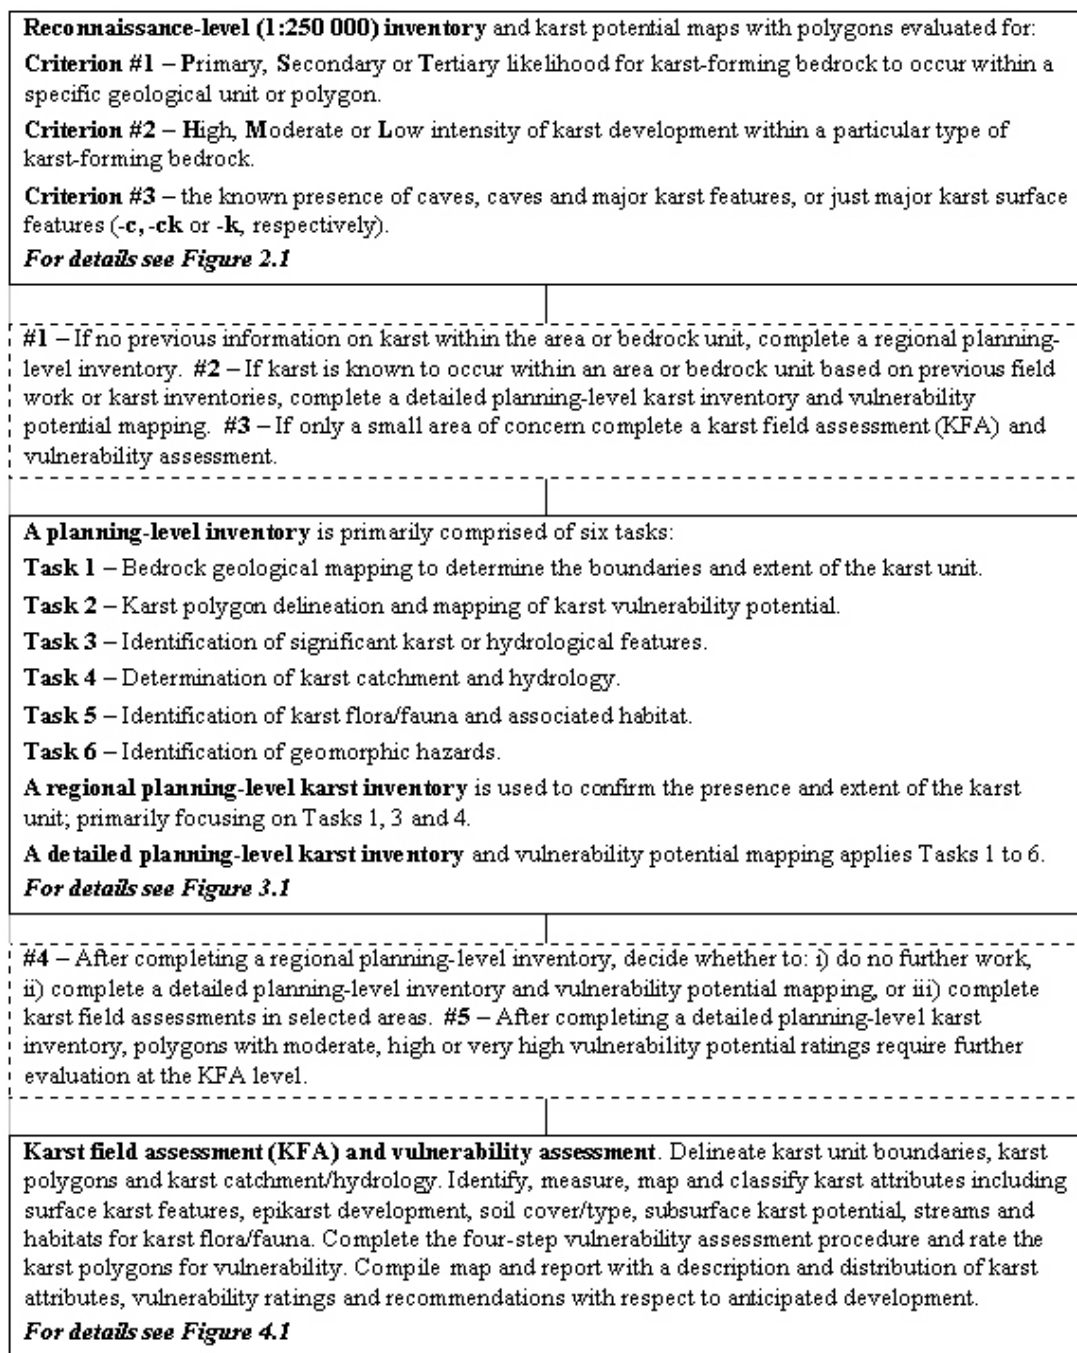 Reconnaissance-level (1:250 000) inventory and karst potential maps with polygons evaluated for:
Criterion #1 – Primary, Secondary or Tertiary likelihood for karst-forming bedrock to occur within a
specific geological unit or polygon.
Criterion #2 – High, Moderate or Low intensity of karst development within a particular type of
karst-forming bedrock.
Criterion #3 – the known presence of caves, caves and major karst features, or just major karst surface
features (-c, -ck or -k, respectively).
For details see Figure 2.1
#1 – If no previous information on karst within the area or bedrock unit, complete a regional planning-
level inventory. #2 – If karst is known to occur within an area or bedrock unit based on previous field
work or karst inventories, complete a detailed planning-level karst inventory and vulnerability
potential mapping. #3 – If only a small area of concern complete a karst field assessment (KFA) and
vulnerability assessment.
A planning-level inventory is primarily comprised of six tasks:
Task 1 – Bedrock geological mapping to determine the boundaries and extent of the karst unit.
Task 2 – Karst polygon delineation and mapping of karst vulnerability potential.
Task 3 – Identification of significant karst or hydrological features.
Task 4 – Determination of karst catchment and hydrology.
Task 5 – Identification of karst flora/fauna and associated habitat.
Task 6 – Identification of geomorphic hazards.
A regional planning-level karst inventory is used to confirm the presence and extent of the karst
unit; primarily focusing on Tasks 1, 3 and 4.
A detailed planning-level karst inventory and vulnerability potential mapping applies Tasks 1 to 6.
For details see Figure 3.1
#4 – After completing a regional planning-level inventory, decide whether to: i) do no further work,
ii) complete a detailed planning-level inventory and vulnerability potential mapping, or iii) complete
karst field assessments in selected areas. #5 – After completing a detailed planning-level karst
inventory, polygons with moderate, high or very high vulnerability potential ratings require further
evaluation at the KFA level.
Karst field assessment (KFA) and vulnerability assessment. Delineate karst unit boundaries, karst
polygons and karst catchment/hydrology. Identify, measure, map and classify karst attributes including
surface karst features, epikarst development, soil cover/type, subsurface karst potential, streams and
habitats for karst flora/fauna. Complete the four-step vulnerability assessment procedure and rate the
karst polygons for vulnerability. Compile map and report with a description and distribution of karst
attributes, vulnerability ratings and recommendations with respect to anticipated development.
For details see Figure 4.1